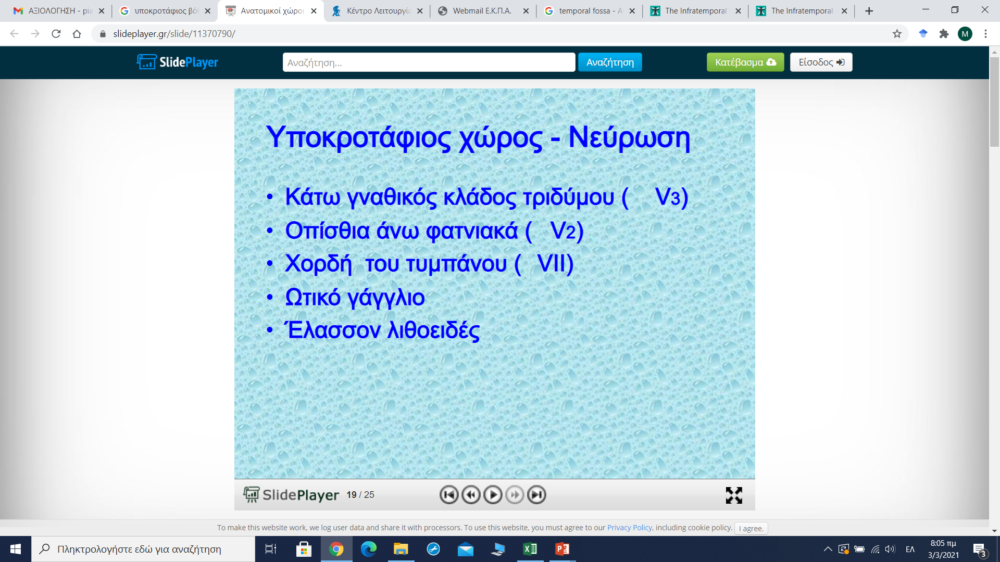 ΑΞΙΟΛΟΓΗΣΗ - pia
υποκροτάφιος βόθ
Ανατομικοί χώροι
Κέντρο Λειτουργίο
Webmail Ε.Κ.Π.Α.
temporal fossa - Α
The Infratemporal
The Infratemporal
slideplayer.gr/slide/11370790/
M
SlidePlayer
Αναζήτηση...
Αναζήτηση
Κατέβασμα
Είσοδος
Υποκροτάφιος χώρος - Νεύρωση
• Κάτω γναθικός κλάδος τριδύμου ( V3)
• Οπίσθια άνω φατνιακά ( V2)
• Χορδή του τυμπάνου ( VII)
• Ωτικό γάγγλιο
• Έλασσον λιθοειδές
SlidePlayer
19 / 25
To make this website work, we log user data and share it with processors. To use this website, you must agree to our Privacy Policy, including cookie policy.
I agree.
Πληκτρολογήστε εδώ για αναζήτηση
ΕΛ
8:05 πμ
3/3/2021
3